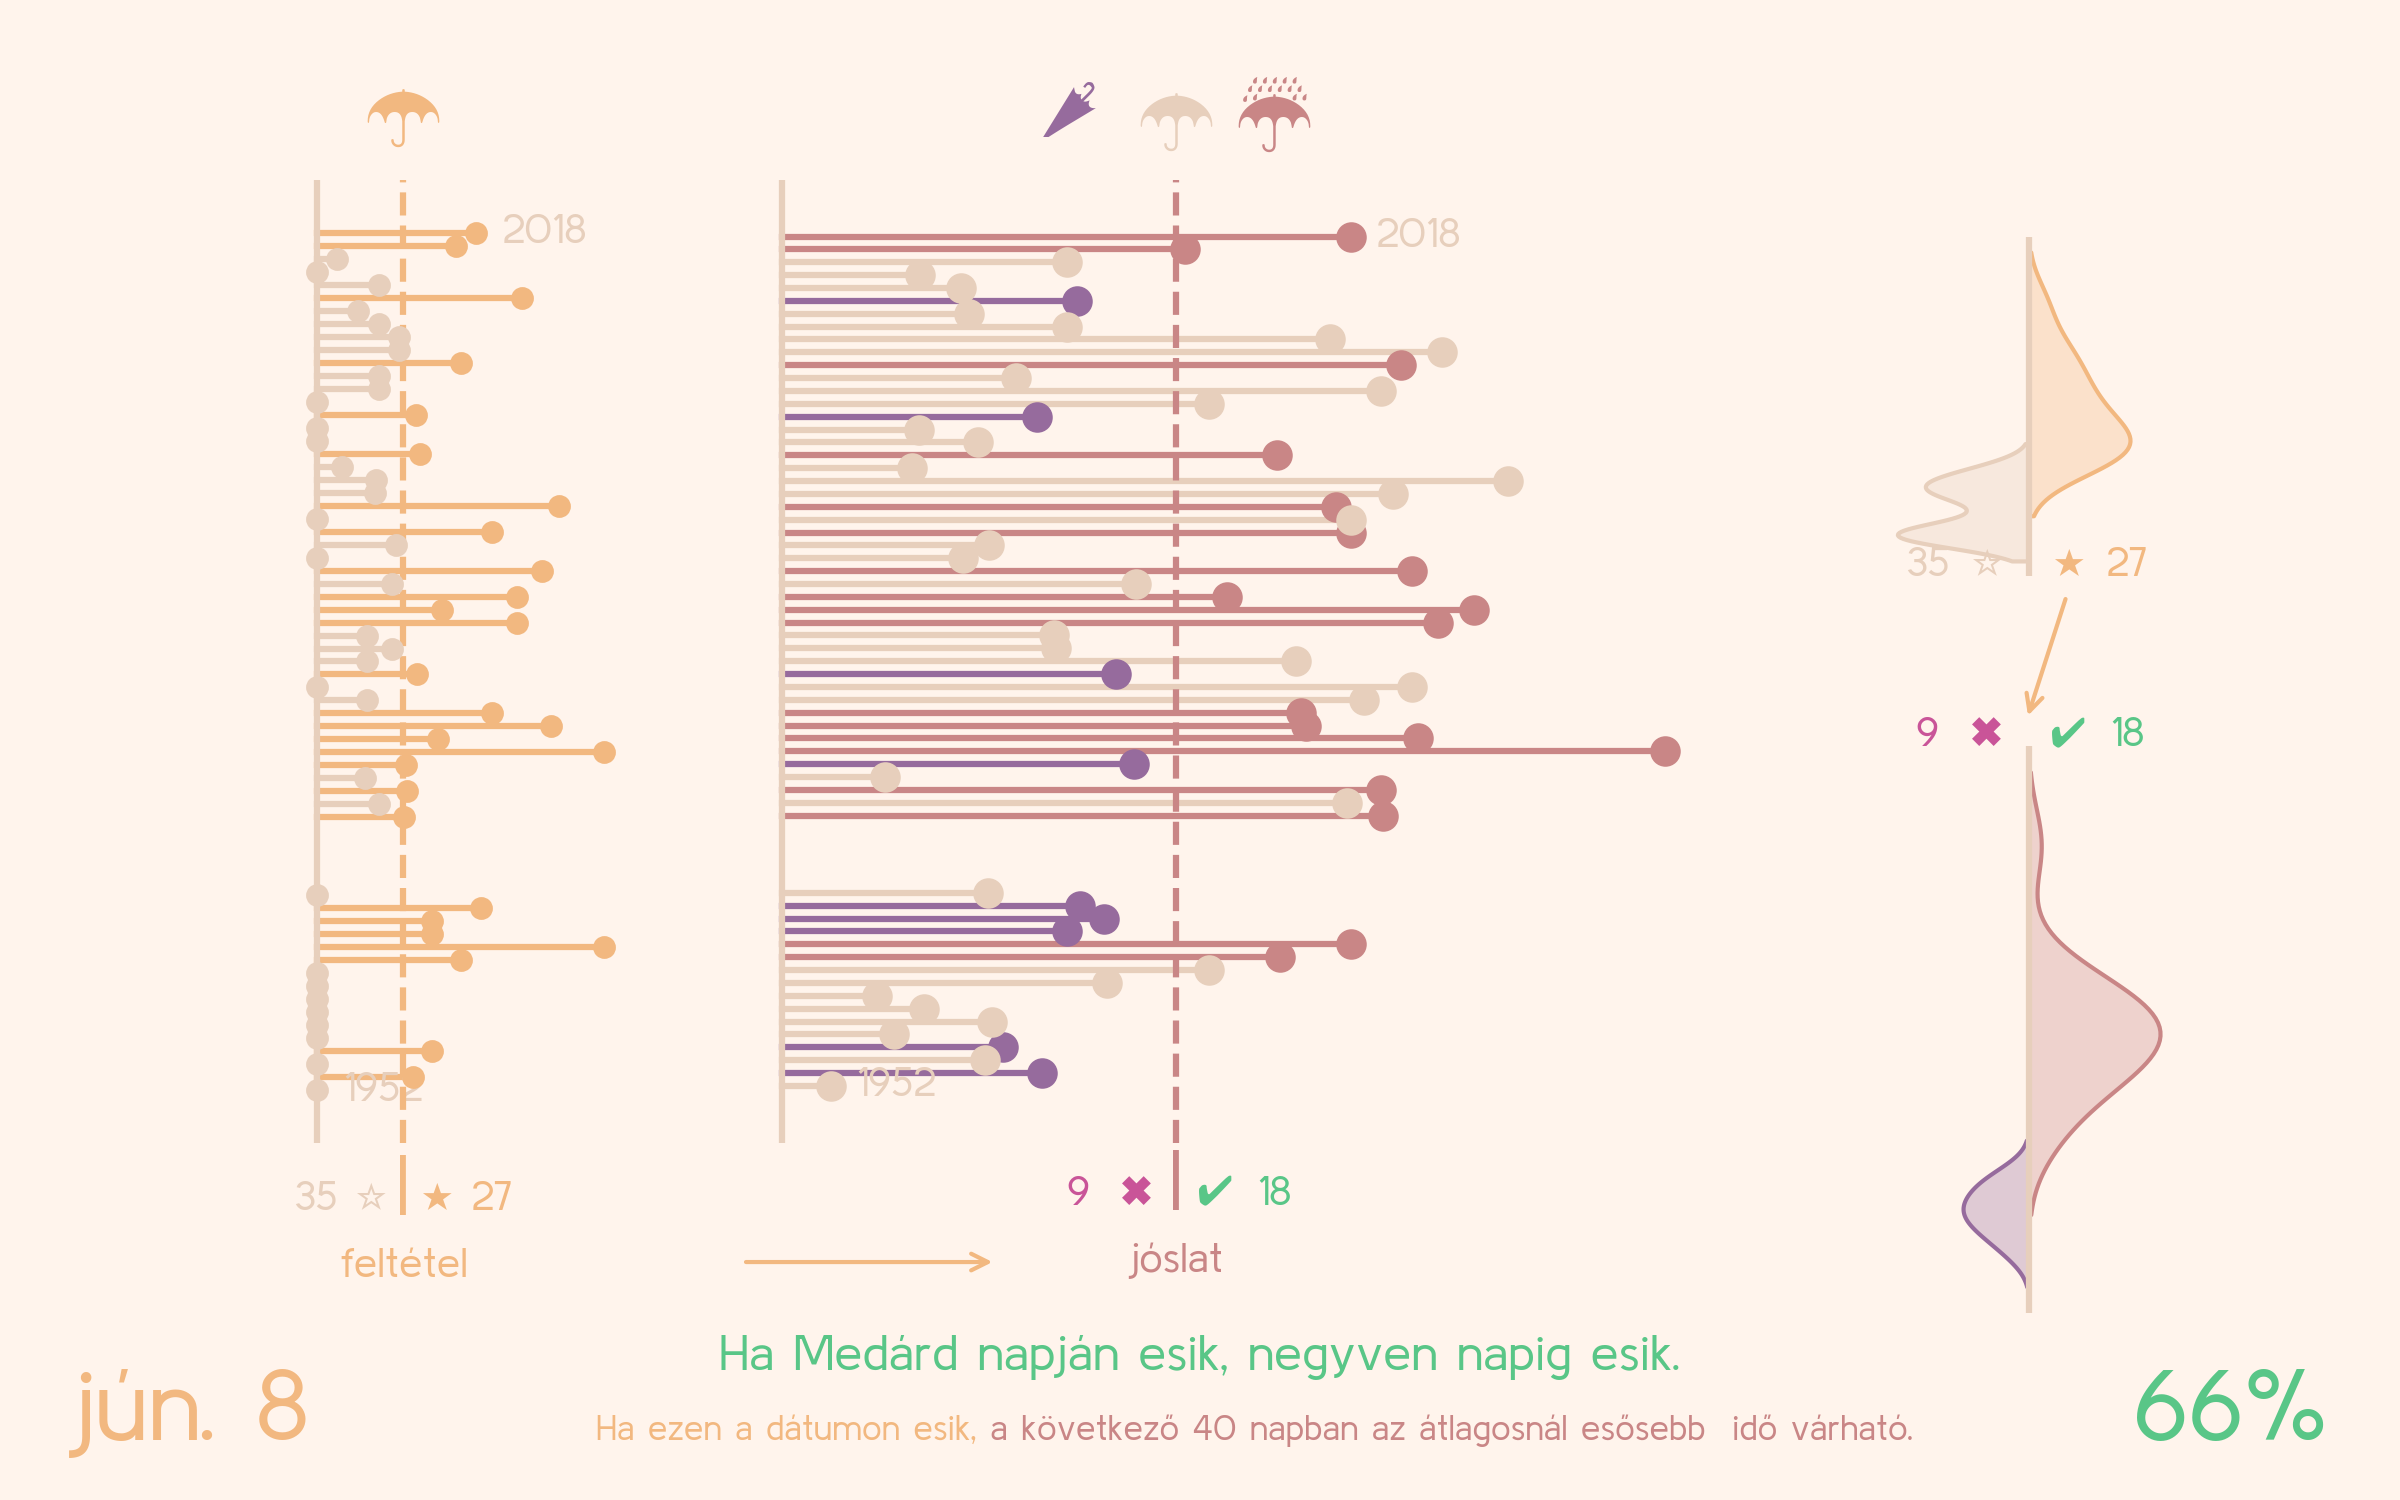 2018
2018
1952
1952
35 ☆ ★ 27
9 ✖ ✔ 18
35 ☆ ★ 27
9 ✖ ✔ 18
feltétel
jóslat
Ha Medárd napján esik, negyven napig esik.
jún. 8
66%
Ha ezen a dátumon esik, a következő 40 napban az átlagosnál esősebb idő várható.